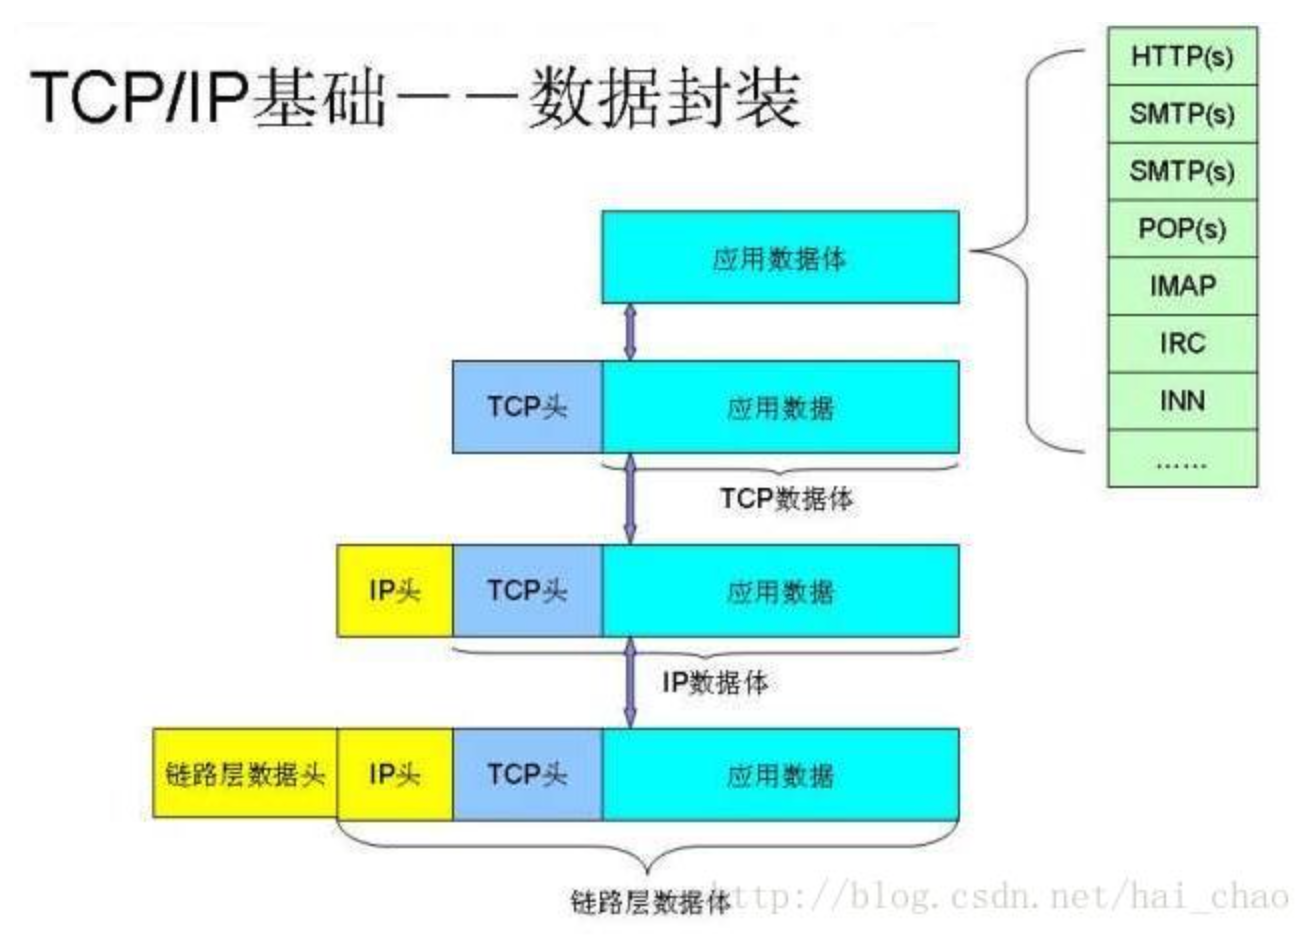 TCP/IP基础－－数据封装
HTTP(s)
SMTP(s)
SMTP(s)
POP(s)
IMAP
IRC
INN
……
应用数据体
TCP头
应用数据
TCP数据体
IP头
TCP头
应用数据
IP数据体
链路层数据头
IP头
TCP头
应用数据
链路层数据体
http://blog.csdn.net/hai_chao